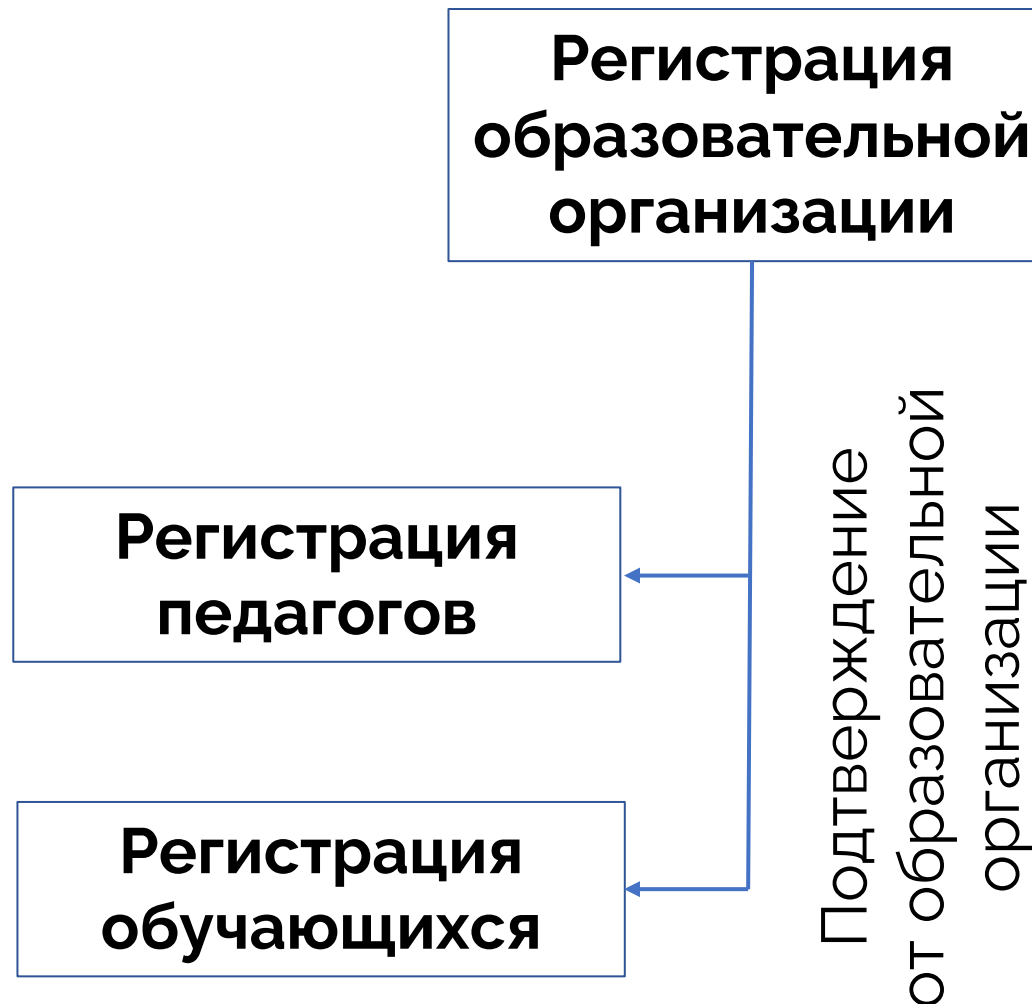 Регистрация
образовательной
организации
Регистрация
педагогов
Регистрация
обучающихся
Подтверждение
от образовательной
организации